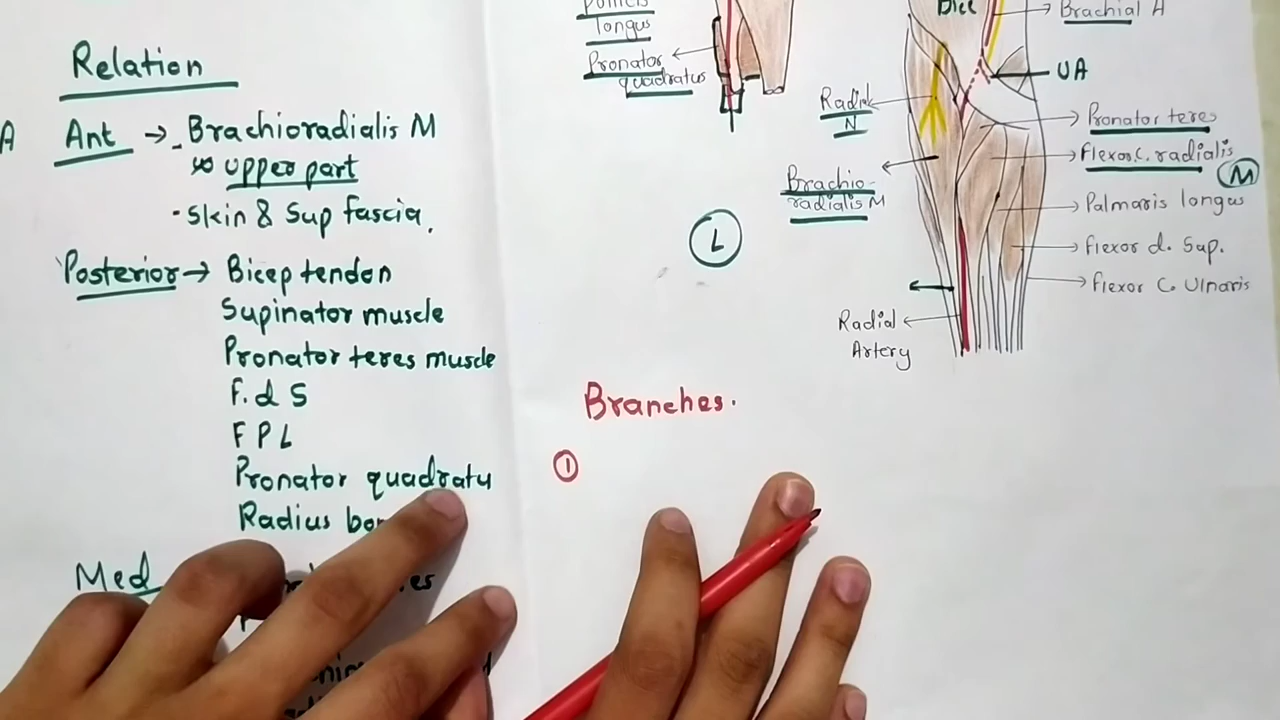 Relation
A
Ant → Brachioradialis M
upper part
· Skin & Sup fascia.
Posterior → Bicep tendon
Supinator muscle
Pronator teres muscle
F. d S
F P L
Pronator quadratu
Radius bon
Med
Pollicis
longus
Pronator
quadratus
Brachial A
UA
Radial
N
Pronator teres
Flexor. C. radialis
M
Brachio-
radialis M
Palmaris longus
L
Flexor d. Sup.
Flexor C. Ulnaris
Radial
Artery
Branches.
①